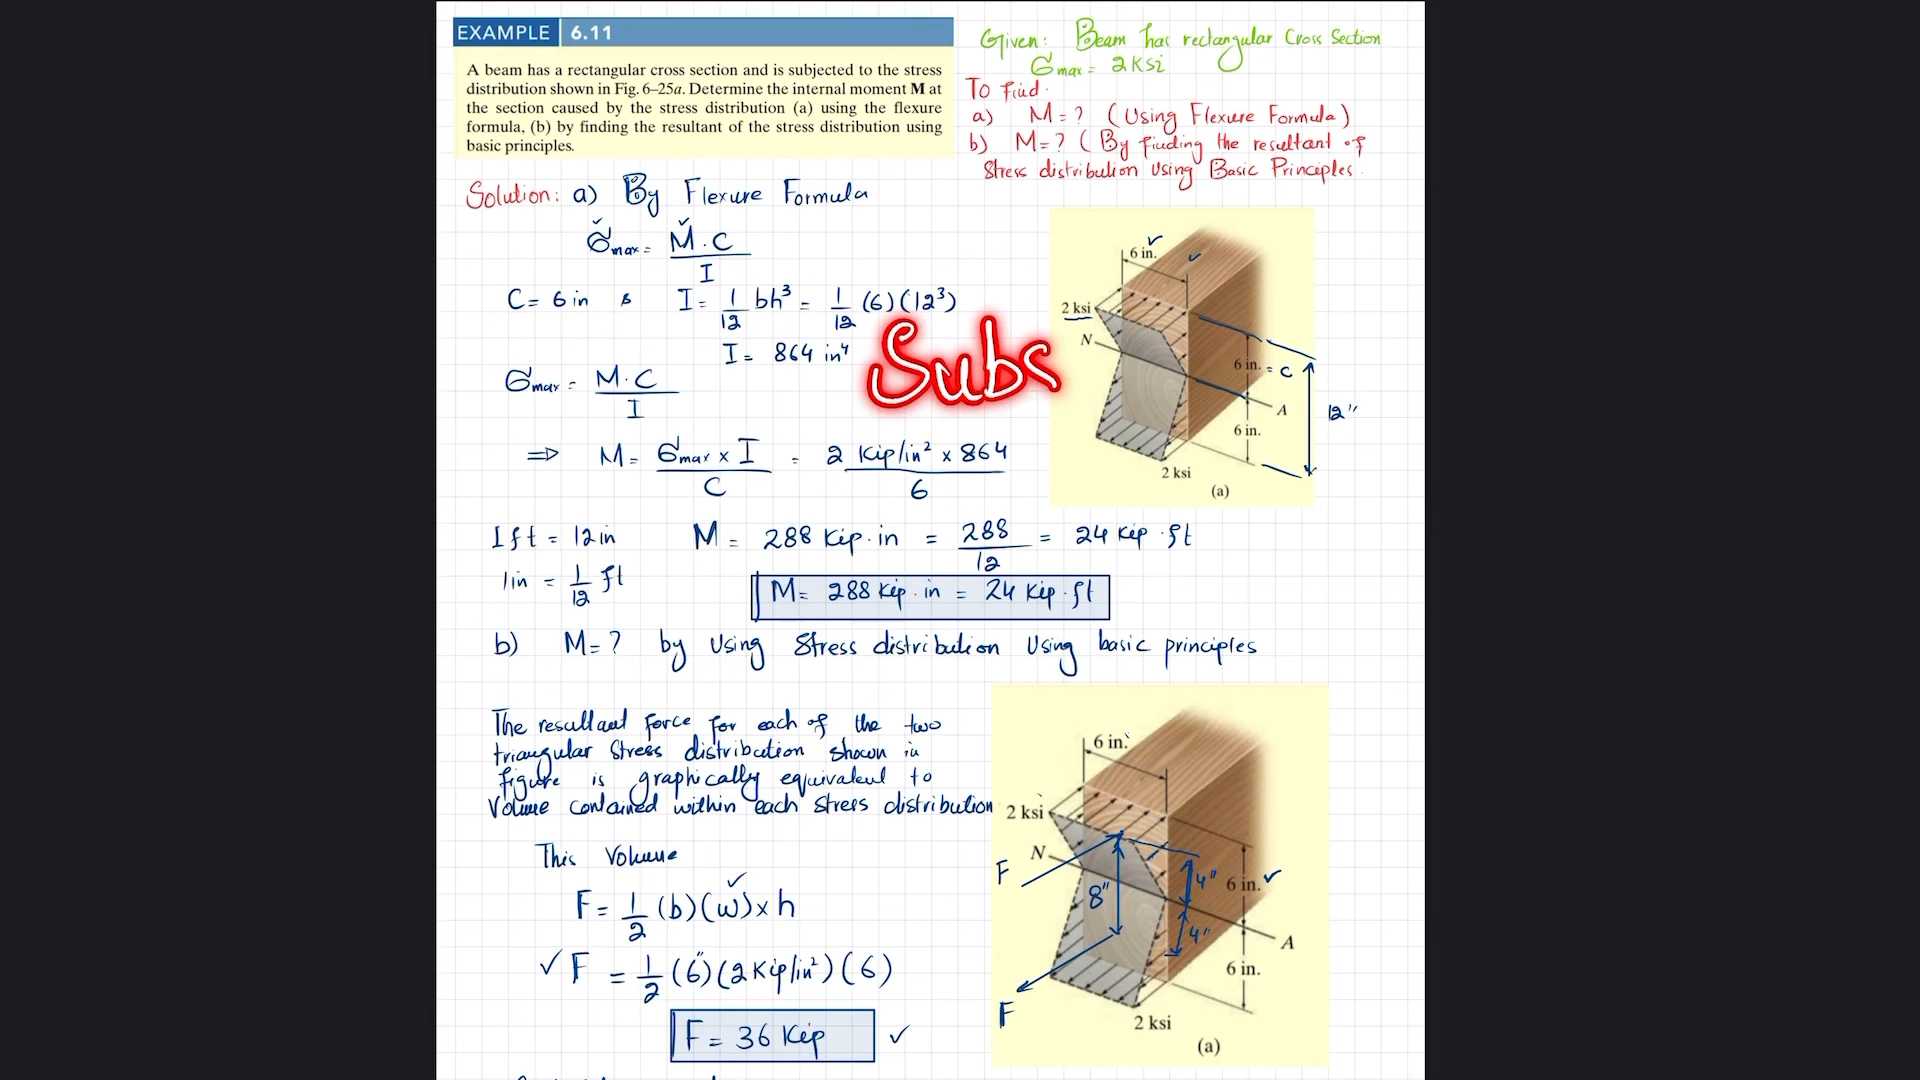 EXAMPLE 6.11
A beam has a rectangular cross section and is subjected to the stress
distribution shown in Fig. 6–25a. Determine the internal moment M at
the section caused by the stress distribution (a) using the flexure
formula, (b) by finding the resultant of the stress distribution using
basic principles.
Given: Beam has rectangular Cross Section
σmax = 2 Ksi
To Find.
a) M = ? (Using Flexure Formula)
b) M = ? (By finding the resultant of
Stress distribution Using Basic Principles.
Solution: a) By Flexure Formula
σmax = M.C / I
C = 6 in & I = 1/12 bh³ = 1/12 (6)(12³)
I = 864 in⁴
Subs
σmax = M.C / I
⇒ M = σmax x I / C = 2 Kip/in² x 864 / 6
1 ft = 12 in M = 288 Kip.in = 288/12 = 24 Kip.ft
1 in = 1/12 ft
M = 288 Kip.in = 24 Kip.ft
6 in.
2 ksi
N
6 in. = C
A
12"
6 in.
2 ksi
(a)
b) M = ? by Using Stress distribution Using basic principles
The resultant force for each of the two
triangular stress distribution shown in
figure is graphically equivalent to
Volume contained within each stress distribution
This Volume
F = 1/2 (b)(w) x h
✓ F = 1/2 (6")(2 Kip/in²)(6)
F = 36 Kip ✓
6 in.
2 ksi
N
F
8"
4"
6 in.
4"
A
6 in.
F
2 ksi
(a)